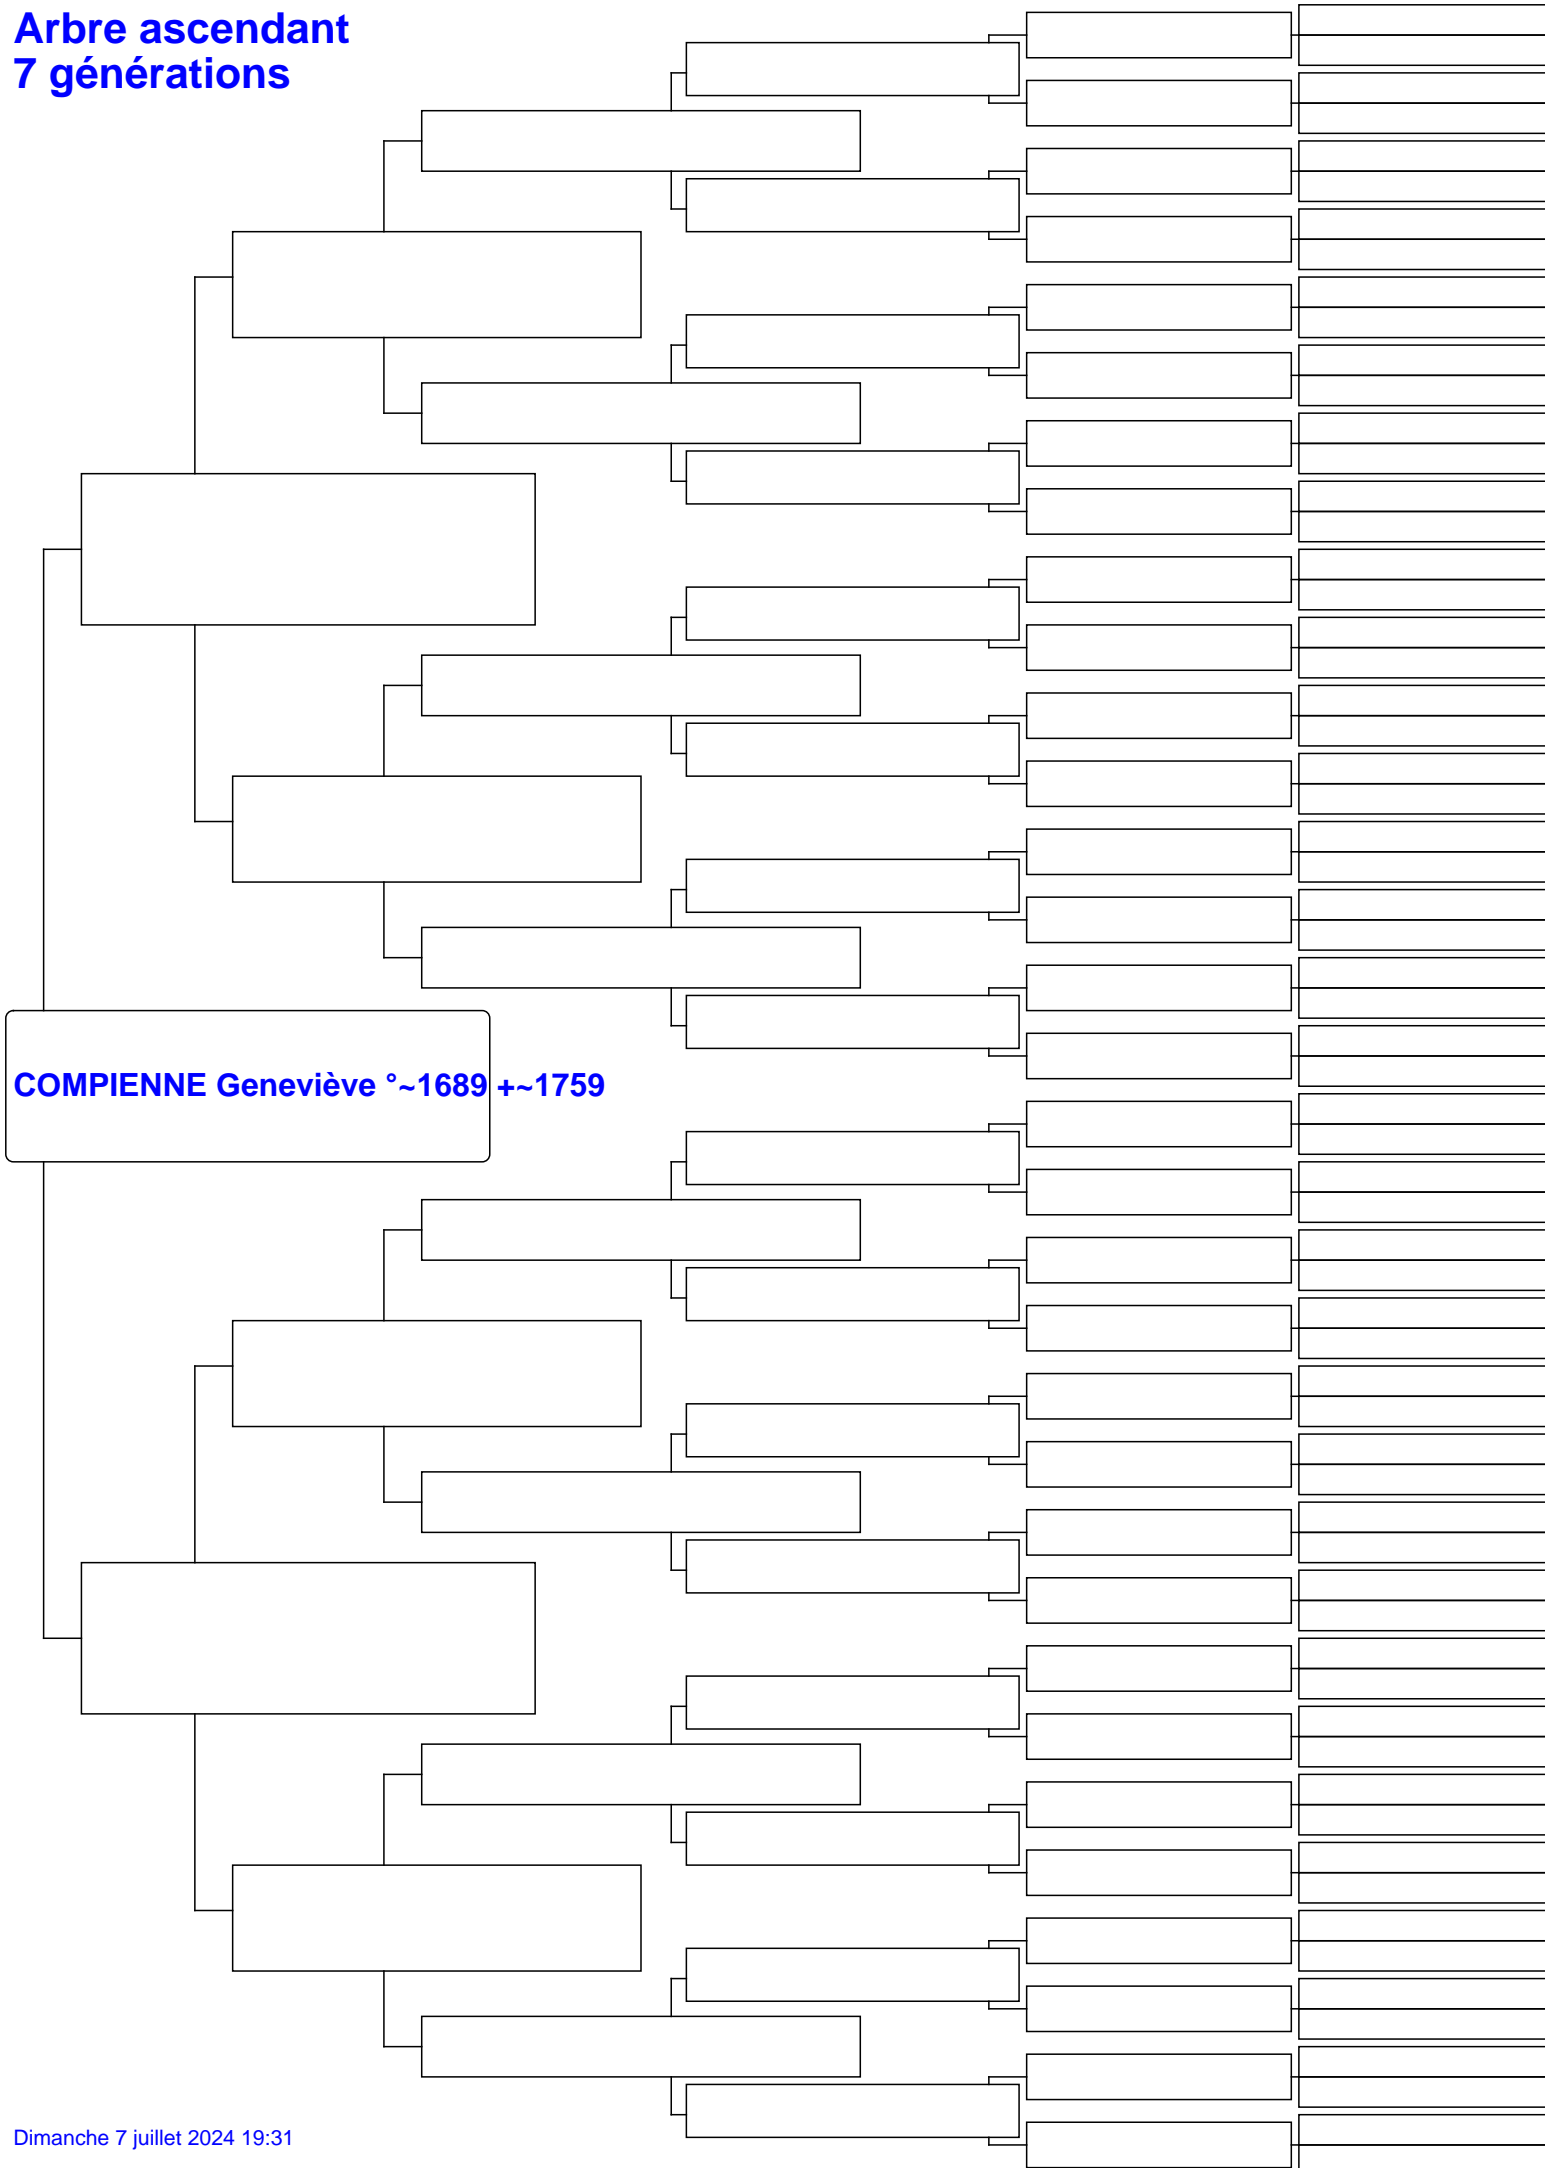 Arbre ascendant
7 générations
COMPIENNE Geneviève °~1689 +~1759
Dimanche 7 juillet 2024 19:31